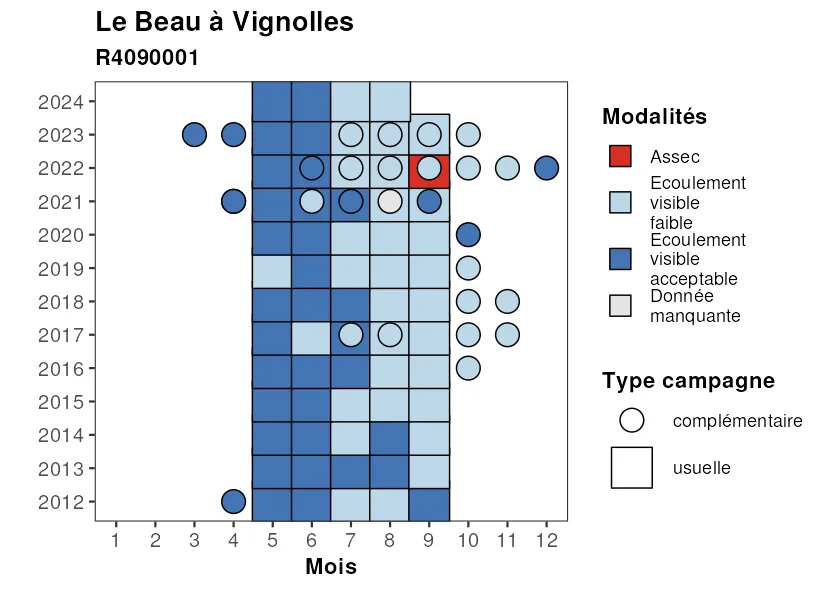 Le Beau à Vignolles
R4090001
2024
2023
2022
2021
2020
2019
2018
2017
2016
2015
2014
2013
2012
1 2 3 4 5 6 7 8 9 10 11 12
Mois
Modalités
Assec
Ecoulement
visible
faible
Ecoulement
visible
acceptable
Donnée
manquante
Type campagne
complémentaire
usuelle